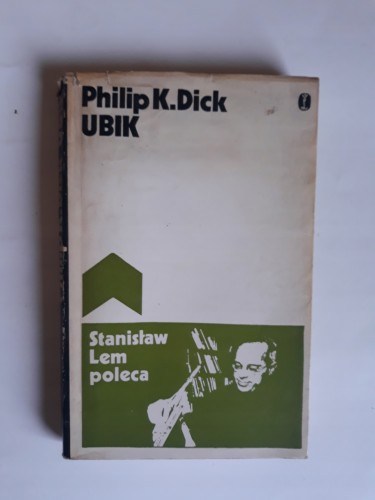 Philip K. Dick
UBIK
Stanisław
Lem
poleca